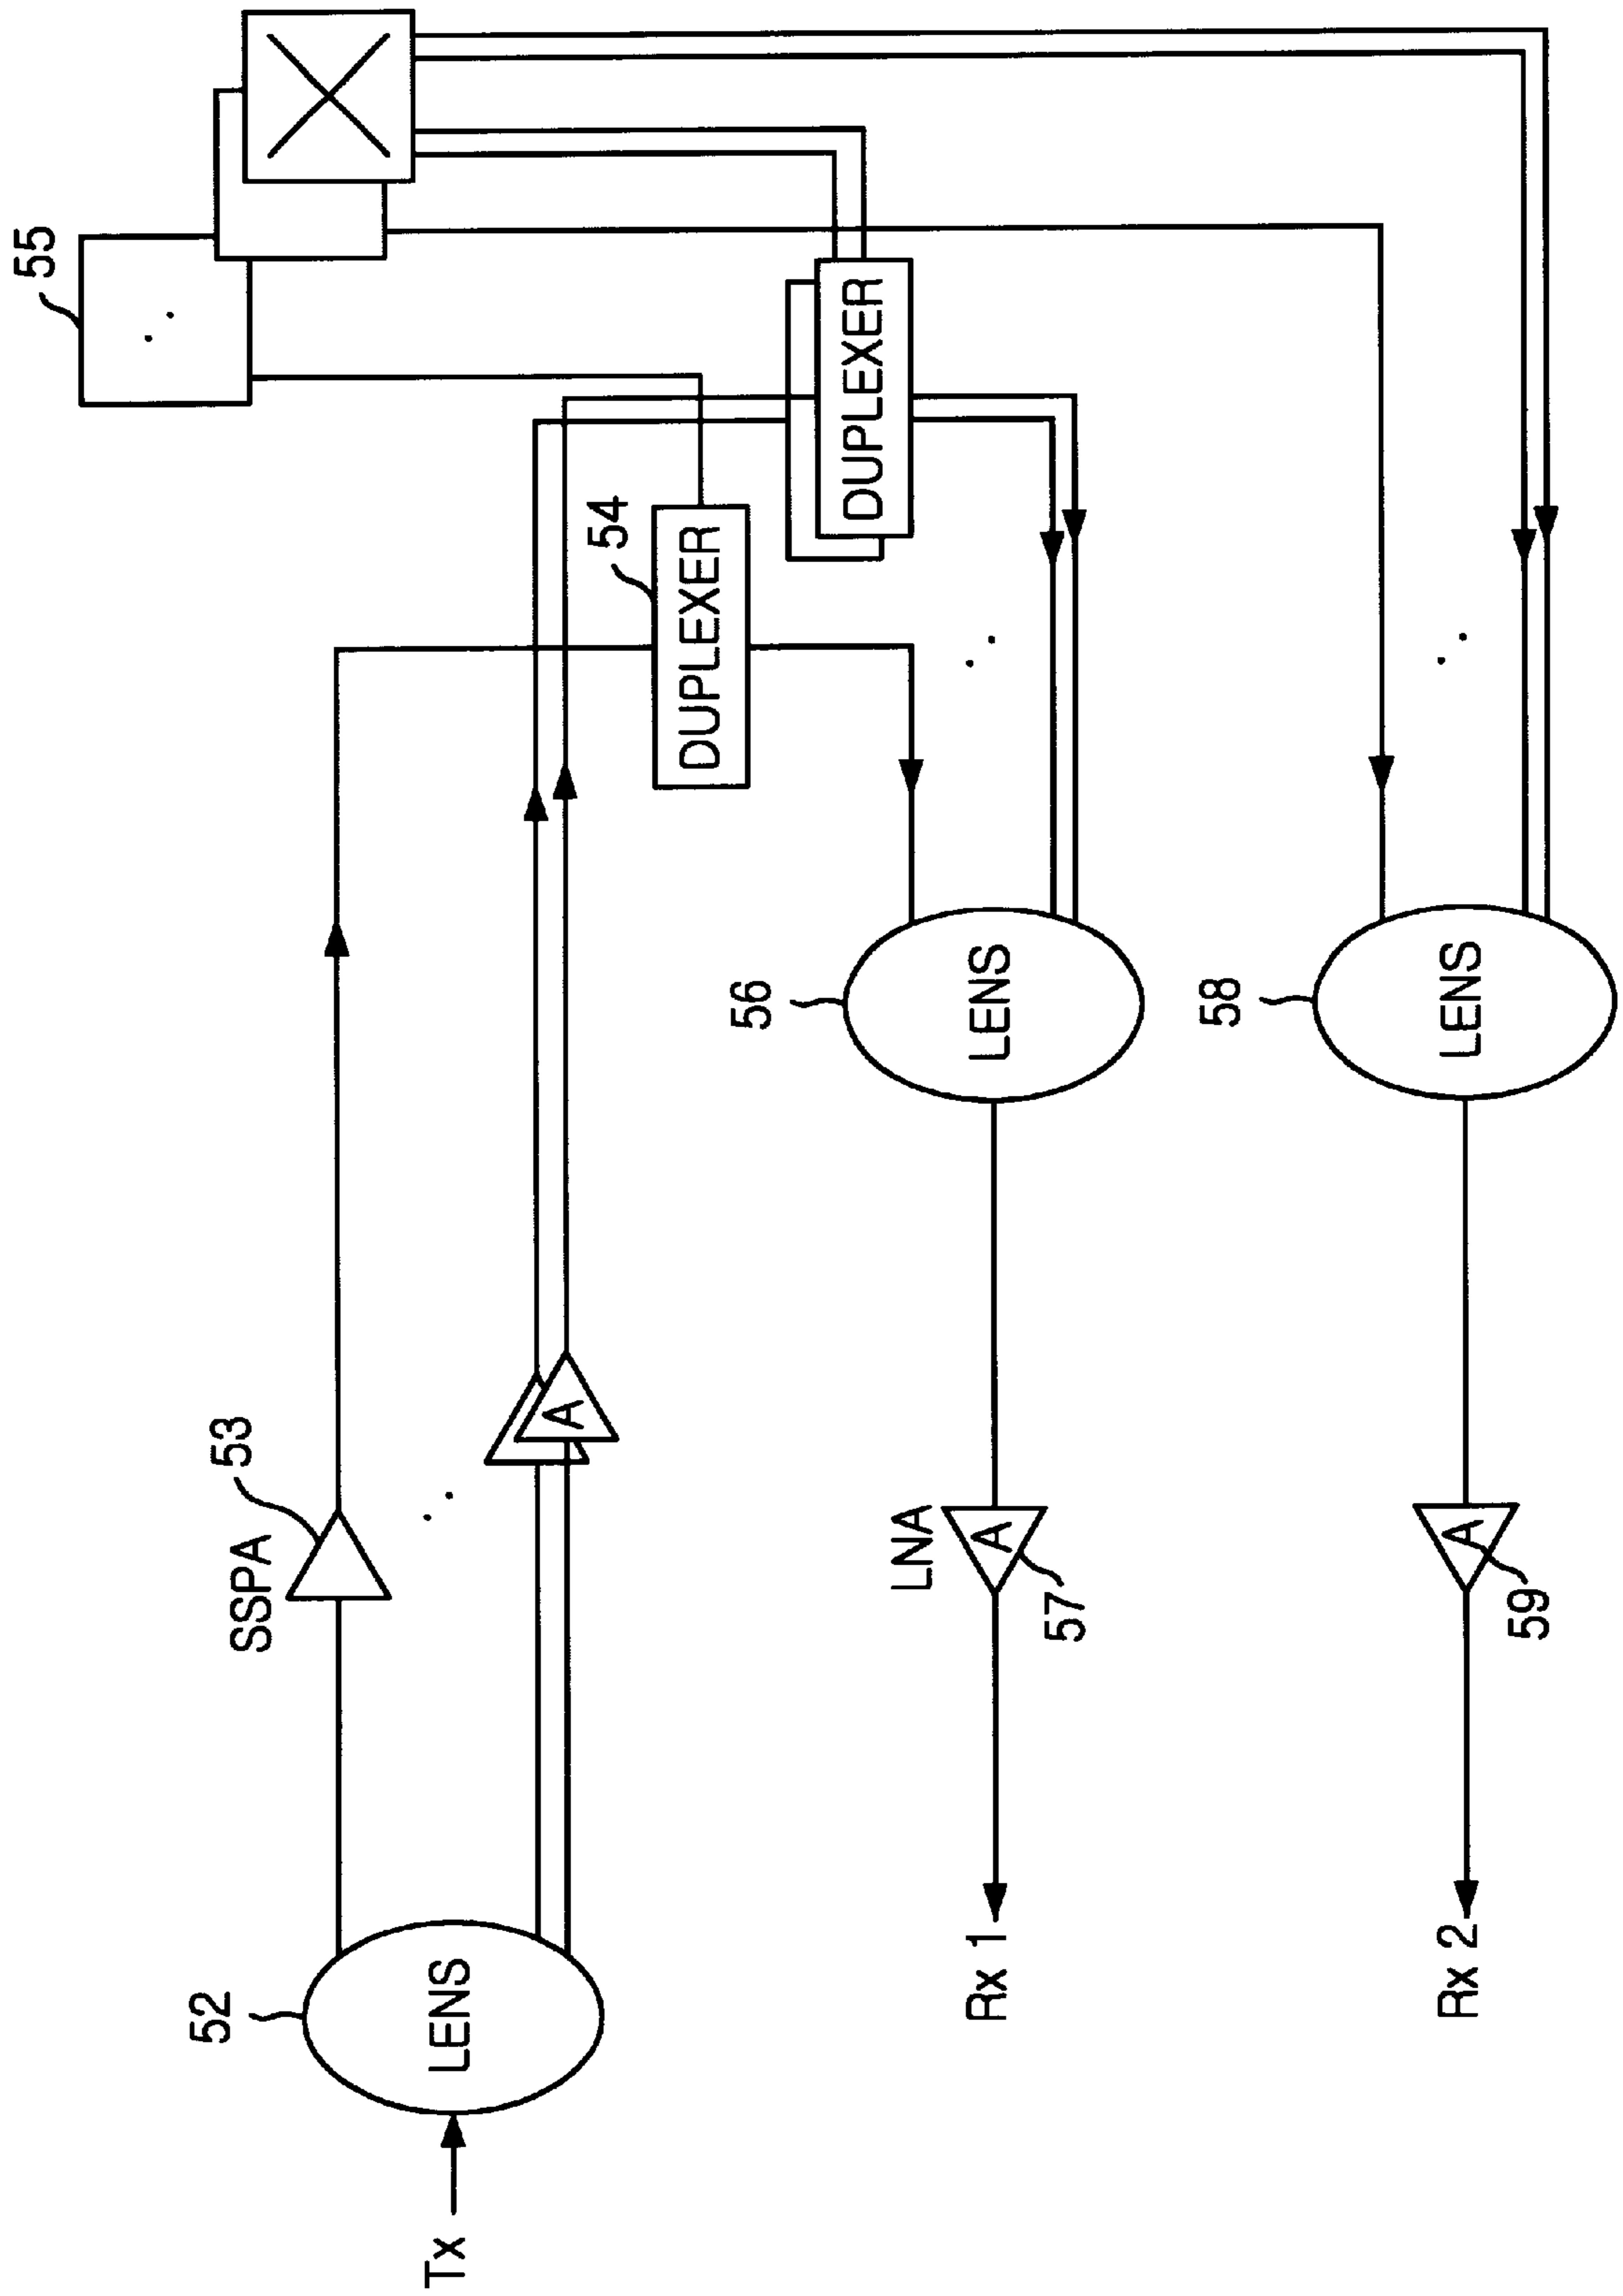 55
54
DUPLEXER
DUPLEXER
SSPA
53
A
52
LENS
Tx
56
LENS
LNA
A
57
Rx 1
58
LENS
A
59
Rx 2